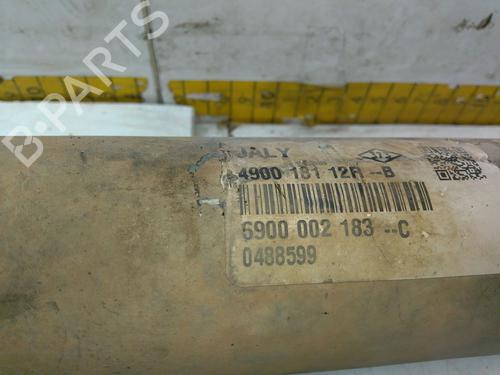 JALY
4900 181 12R --B
6900 002 183 --C
0488599
B-PARTS